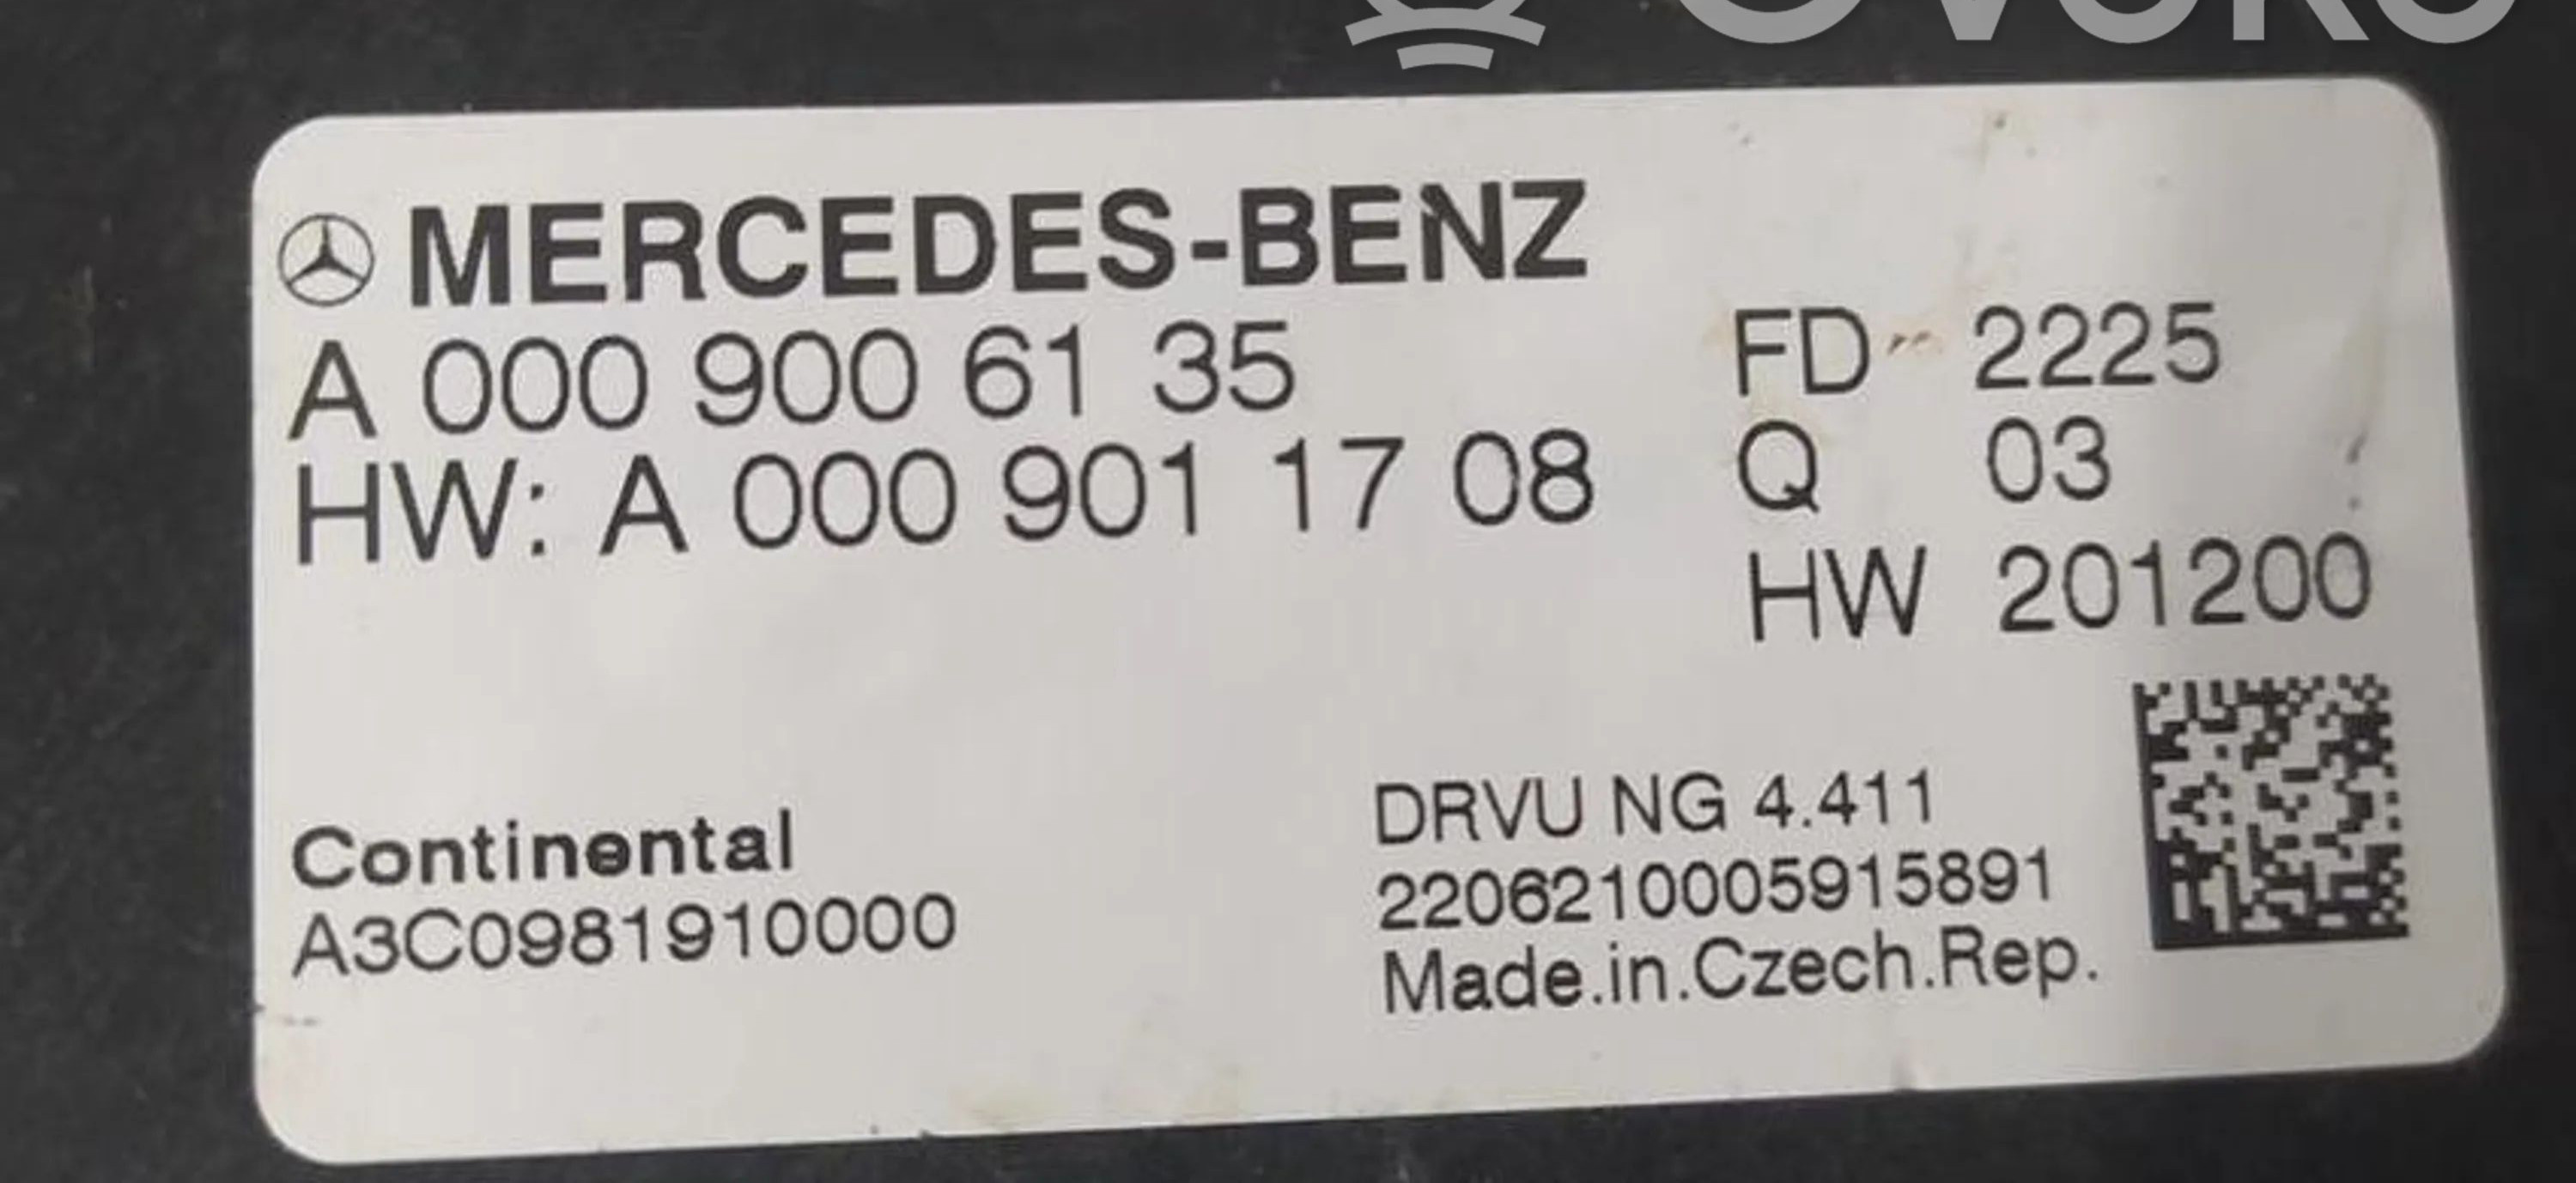 MERCEDES-BENZ
A 000 900 61 35
HW: A 000 901 17 08
FD 2225
Q 03
HW 201200
Continental
A3C0981910000
DRVU NG 4.411
2206210005915891
Made.in.Czech.Rep.